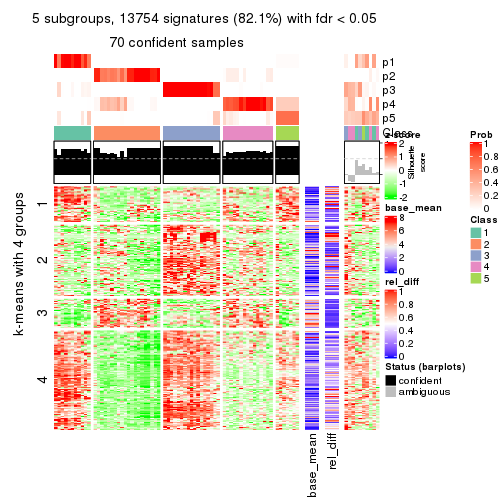 5 subgroups, 13754 signatures (82.1%) with fdr < 0.05
70 confident samples
p1
p2
p3
p4
p5
Class
1
2
3
4
k-means with 4 groups
Silhouette
score
base_mean
rel_diff
z-score
2
1
0
-1
-2
base_mean
8
6
4
2
0
rel_diff
1
0.8
0.6
0.4
0.2
0
Status (barplots)
confident
ambiguous
Prob
1
0.8
0.6
0.4
0.2
0
Class
1
2
3
4
5